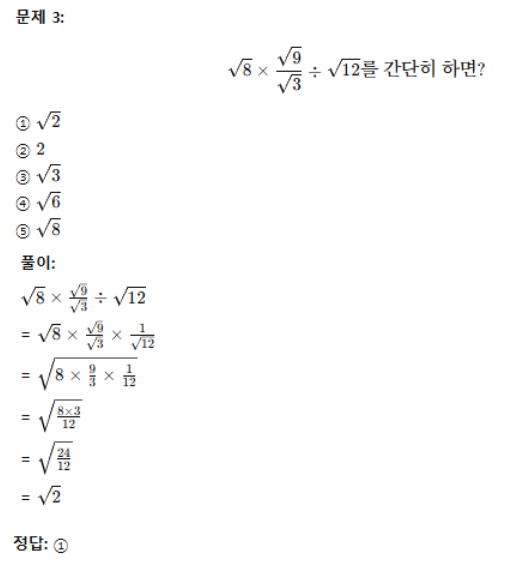 문제 3:
√8 × √9/√3 ÷ √12를 간단히 하면?
① √2
② 2
③ √3
④ √6
⑤ √8
풀이:
√8 × √9/√3 ÷ √12
= √8 × √9/√3 × 1/√12
= √(8 × 9/3 × 1/12)
= √(8×3/12)
= √(24/12)
= √2
정답: ①